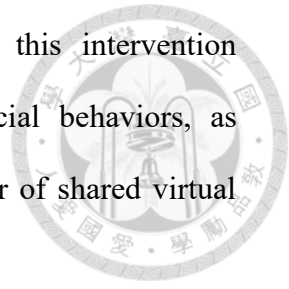 this intervention
cial behaviors, as
r of shared virtual